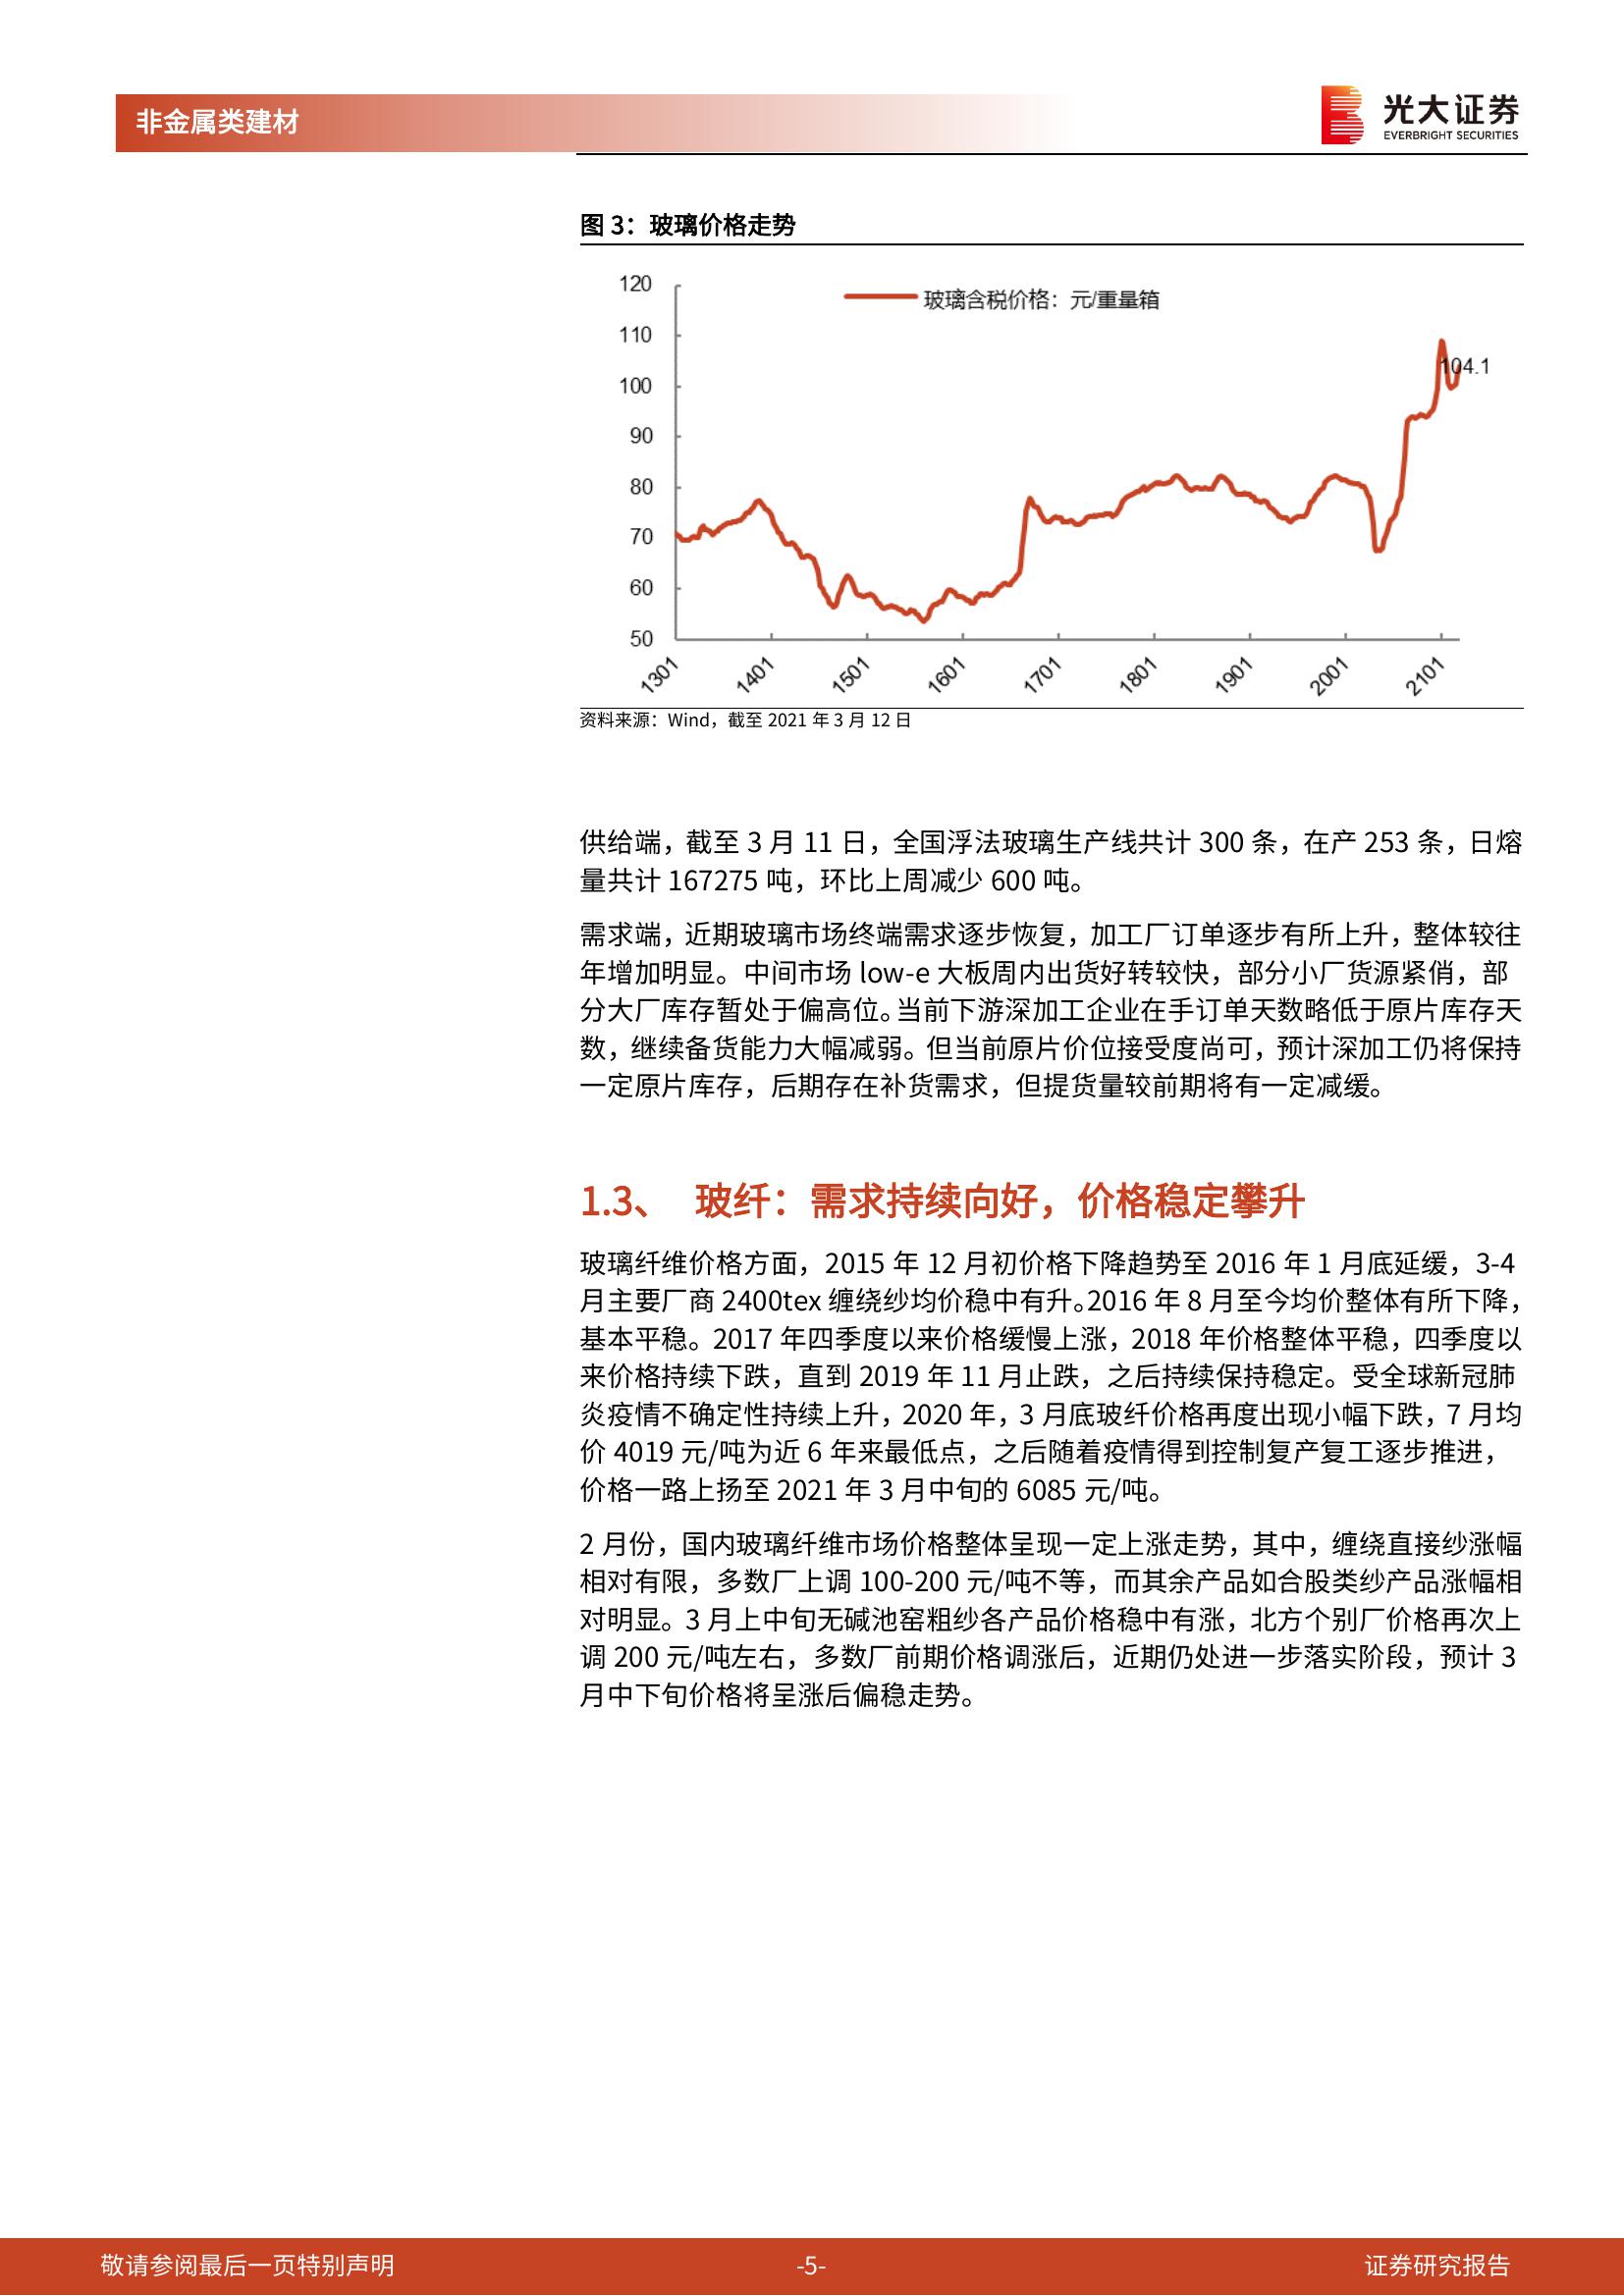 非金属类建材
光大证券
EVERBRIGHT SECURITIES
图 3：玻璃价格走势
120
110
100
90
80
70
60
50
玻璃含税价格：元/重量箱
104.1
1301
1401
1501
1601
1701
1801
1901
2001
2101
资料来源：Wind，截至 2021 年 3 月 12 日
供给端，截至 3 月 11 日，全国浮法玻璃生产线共计 300 条，在产 253 条，日熔
量共计 167275 吨，环比上周减少 600 吨。
需求端，近期玻璃市场终端需求逐步恢复，加工厂订单逐步有所上升，整体较往
年增加明显。中间市场 low-e 大板周内出货好转较快，部分小厂货源紧俏，部
分大厂库存暂处于偏高位。当前下游深加工企业在手订单天数略低于原片库存天
数，继续备货能力大幅减弱。但当前原片价位接受度尚可，预计深加工仍将保持
一定原片库存，后期存在补货需求，但提货量较前期将有一定减缓。
1.3、 玻纤：需求持续向好，价格稳定攀升
玻璃纤维价格方面，2015 年 12 月初价格下降趋势至 2016 年 1 月底延缓，3-4
月主要厂商 2400tex 缠绕纱均价稳中有升。2016 年 8 月至今均价整体有所下降，
基本平稳。2017 年四季度以来价格缓慢上涨，2018 年价格整体平稳，四季度以
来价格持续下跌，直到 2019 年 11 月止跌，之后持续保持稳定。受全球新冠肺
炎疫情不确定性持续上升，2020 年，3 月底玻纤价格再度出现小幅下跌，7 月均
价 4019 元/吨为近 6 年来最低点，之后随着疫情得到控制复产复工逐步推进，
价格一路上扬至 2021 年 3 月中旬的 6085 元/吨。
2 月份，国内玻璃纤维市场价格整体呈现一定上涨走势，其中，缠绕直接纱涨幅
相对有限，多数厂上调 100-200 元/吨不等，而其余产品如合股类纱产品涨幅相
对明显。3 月上中旬无碱池窑粗纱各产品价格稳中有涨，北方个别厂价格再次上
调 200 元/吨左右，多数厂前期价格调涨后，近期仍处进一步落实阶段，预计 3
月中下旬价格将呈涨后偏稳走势。
敬请参阅最后一页特别声明
-5-
证券研究报告